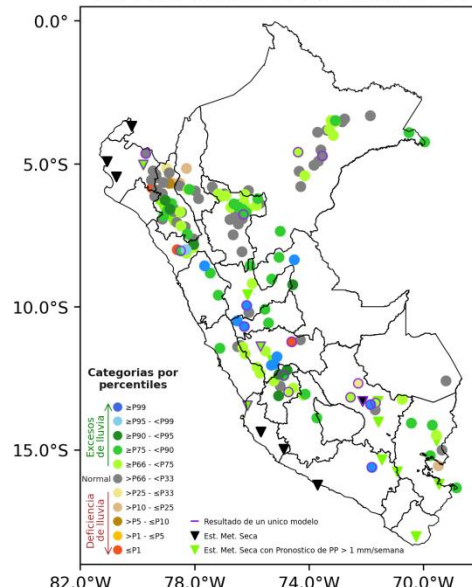 0.0°
5.0°S
10.0°S
15.0°S
82.0°W
78.0°W
74.0°W
70.0°W
Categorias por
percentiles
Excesos
de lluvia
Normal
Deficiencia
de lluvia
≥P99
≥P95 - <P99
≥P90 - <P95
≥P75 - <P90
≥P66 - <P75
>P66 - <P33
>P25 - ≤P33
>P10 - ≤P25
>P5 - ≤P10
>P1 - ≤P5
≤P1
Resultado de un unico modelo
Est. Met. Seca
Est. Met. Seca con Pronostico de PP > 1 mm/semana